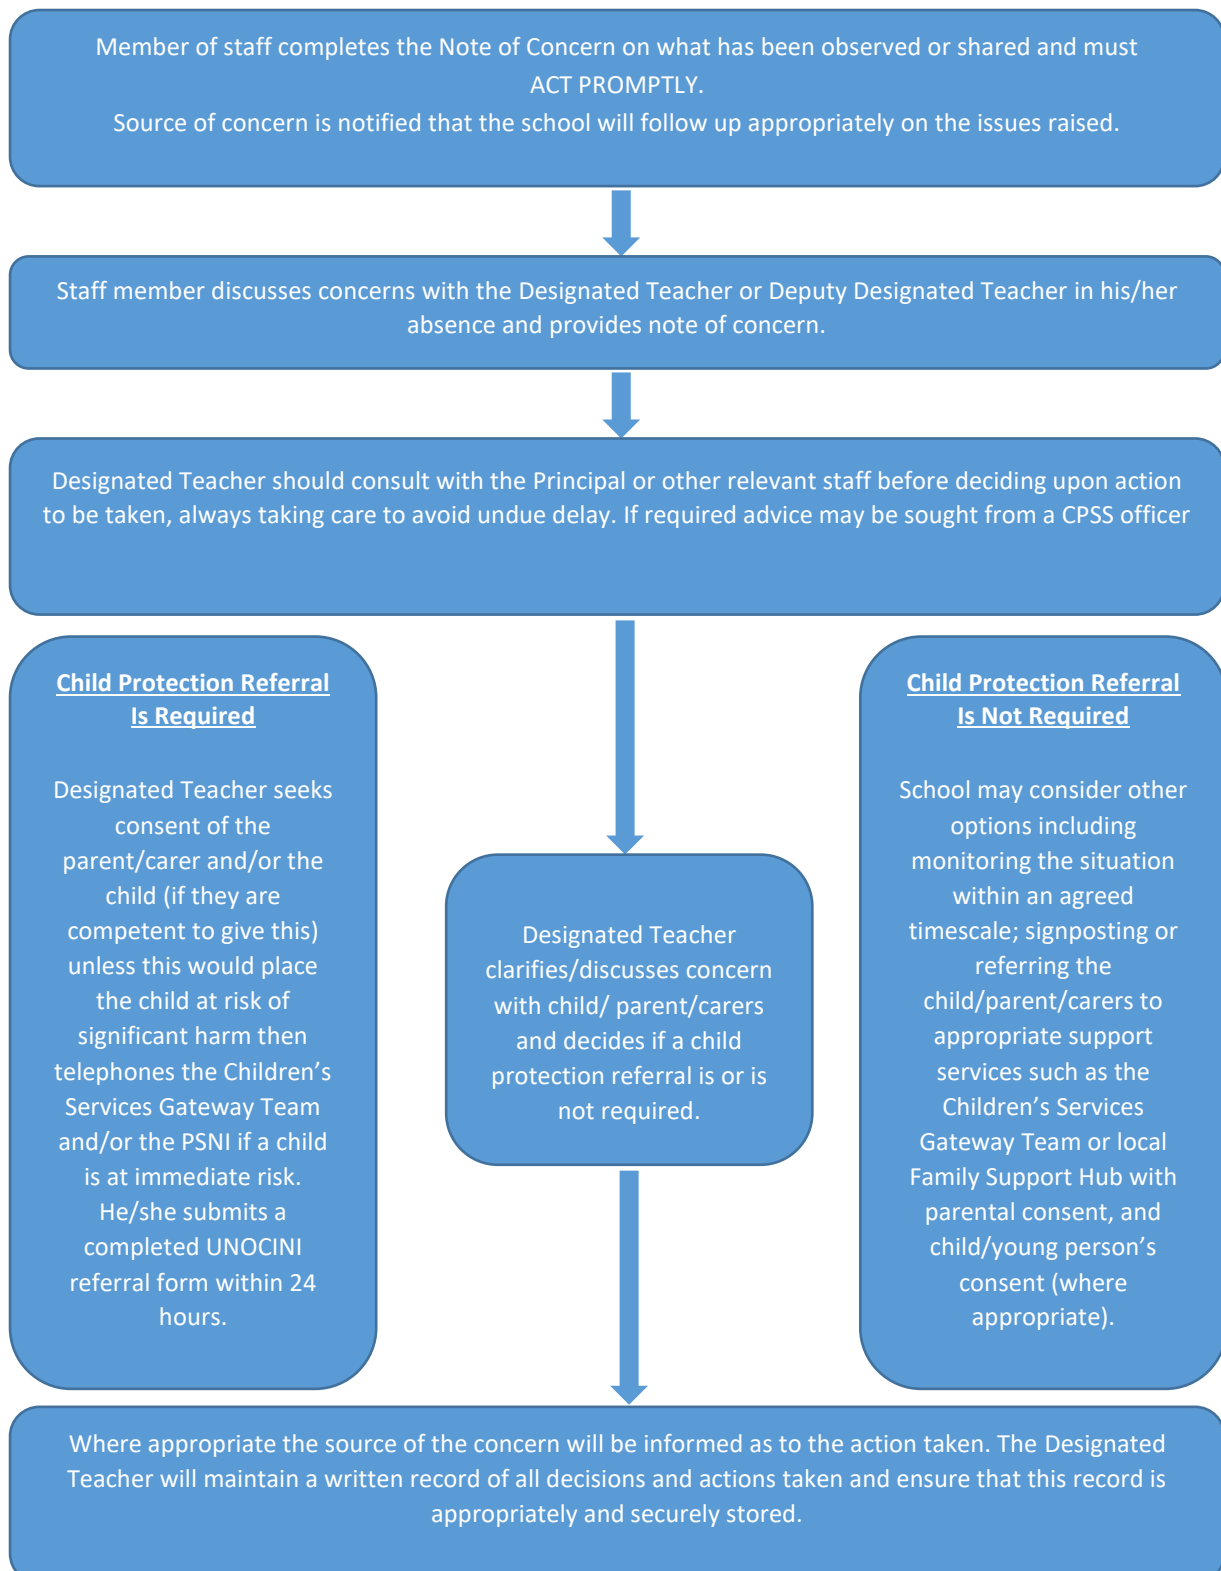 Member of staff completes the Note of Concern on what has been observed or shared and must
ACT PROMPTLY.
Source of concern is notified that the school will follow up appropriately on the issues raised.
Staff member discusses concerns with the Designated Teacher or Deputy Designated Teacher in his/her
absence and provides note of concern.
Designated Teacher should consult with the Principal or other relevant staff before deciding upon action
to be taken, always taking care to avoid undue delay. If required advice may be sought from a CPSS officer
Child Protection Referral
Is Required
Designated Teacher seeks
consent of the
parent/carer and/or the
child (if they are
competent to give this)
unless this would place
the child at risk of
significant harm then
telephones the Children’s
Services Gateway Team
and/or the PSNI if a child
is at immediate risk.
He/she submits a
completed UNOCINI
referral form within 24
hours.
Designated Teacher
clarifies/discusses concern
with child/ parent/carers
and decides if a child
protection referral is or is
not required.
Child Protection Referral
Is Not Required
School may consider other
options including
monitoring the situation
within an agreed
timescale; signposting or
referring the
child/parent/carers to
appropriate support
services such as the
Children’s Services
Gateway Team or local
Family Support Hub with
parental consent, and
child/young person’s
consent (where
appropriate).
Where appropriate the source of the concern will be informed as to the action taken. The Designated
Teacher will maintain a written record of all decisions and actions taken and ensure that this record is
appropriately and securely stored.